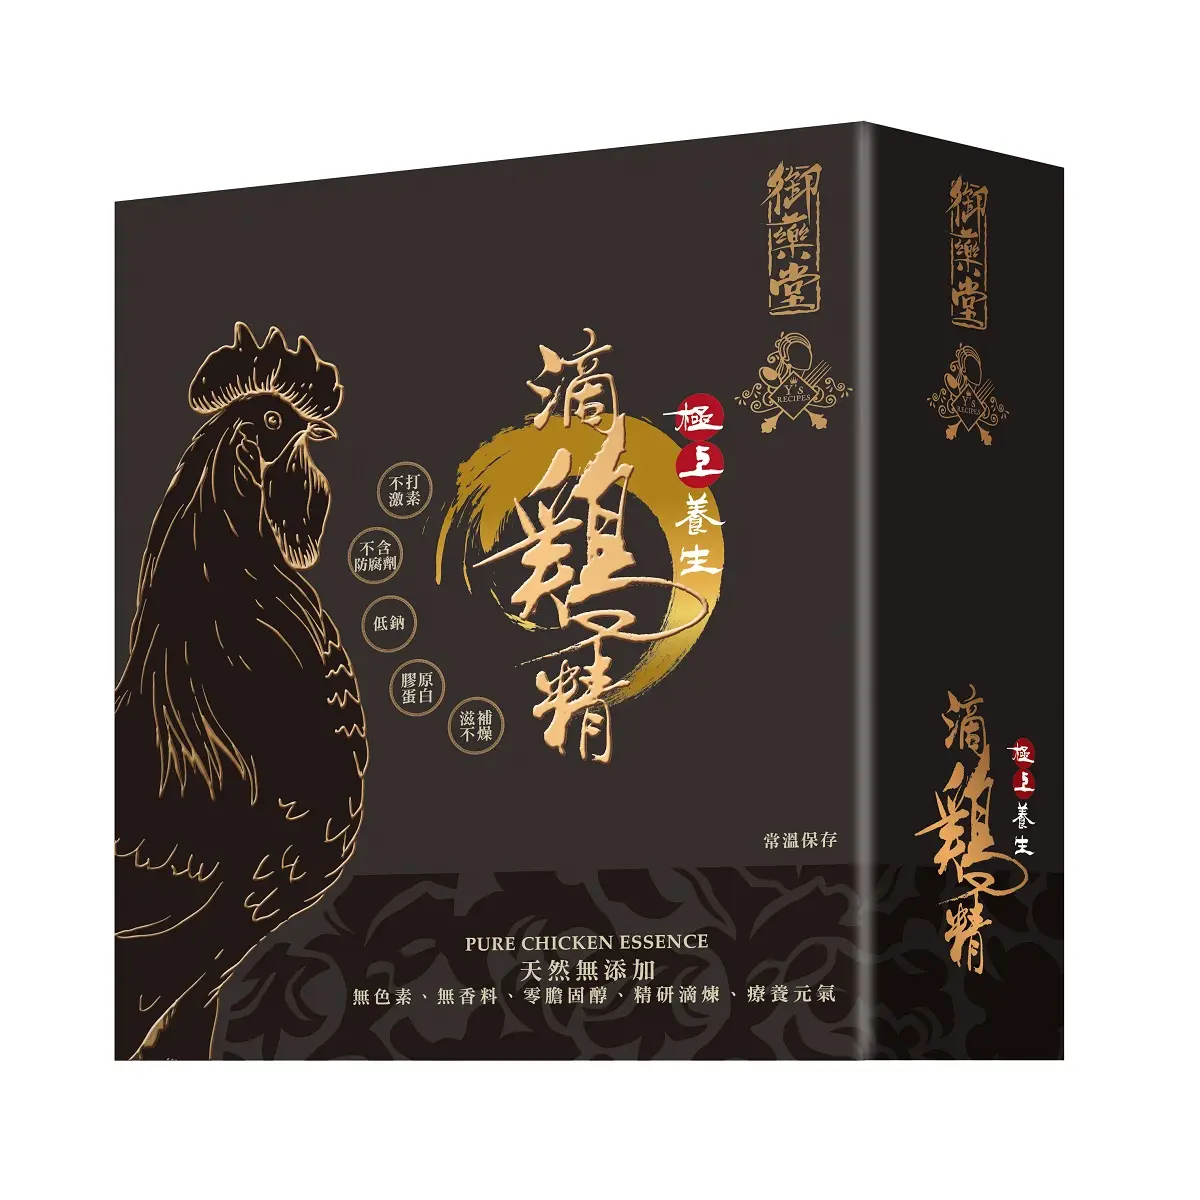 御藥堂
Y's
RECIPES
滴雞精
極上養生
不打
激素
不含
防腐劑
低鈉
膠原
蛋白
滋補
不燥
常溫保存
PURE CHICKEN ESSENCE
天然無添加
無色素、無香料、零膽固醇、精研滴煉、療養元氣
御藥堂
Y's
RECIPES
滴雞精
極上養生